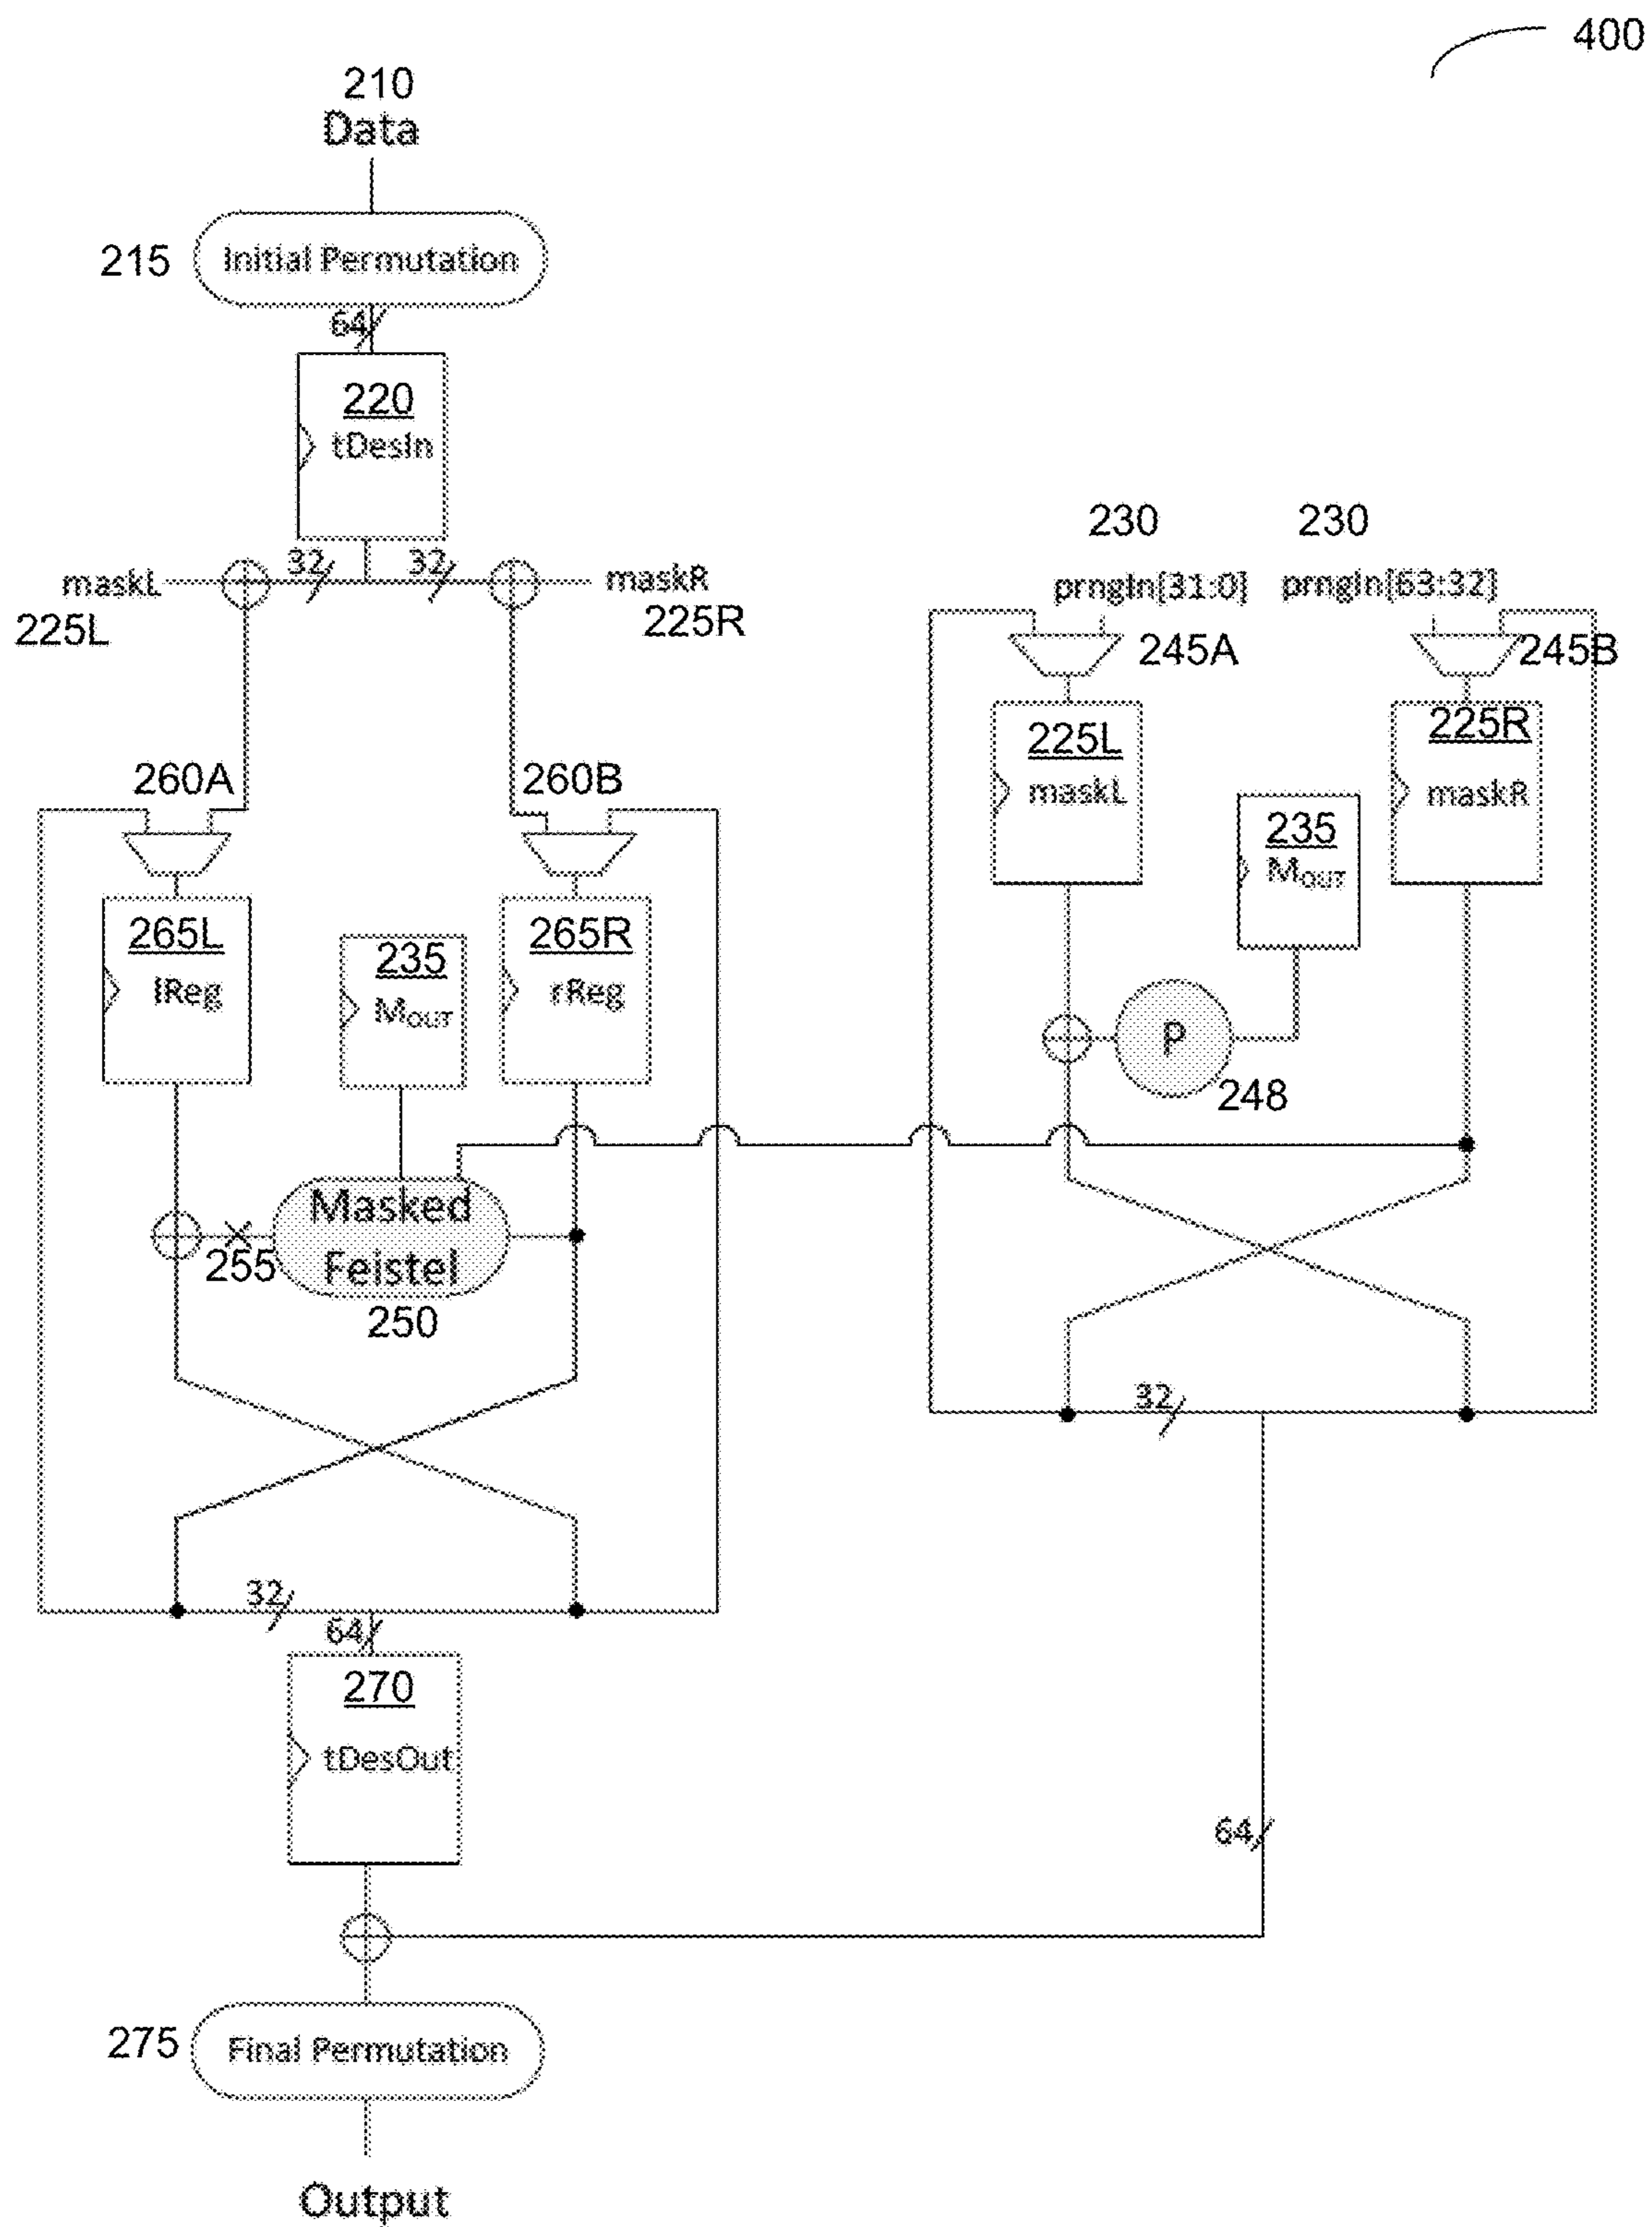 400
210
Data
215
Initial Permutation
64
220
tDesIn
32
32
maskL
maskR
225L
225R
230
230
prngIn[31:0]
prngIn[63:32]
245A
245B
225L
maskL
225R
maskR
235
MOUT
260A
260B
265L
lReg
235
MOUT
265R
rReg
P
248
Masked
Feistel
255
250
32
32
64
270
tDesOut
64
275
Final Permutation
Output